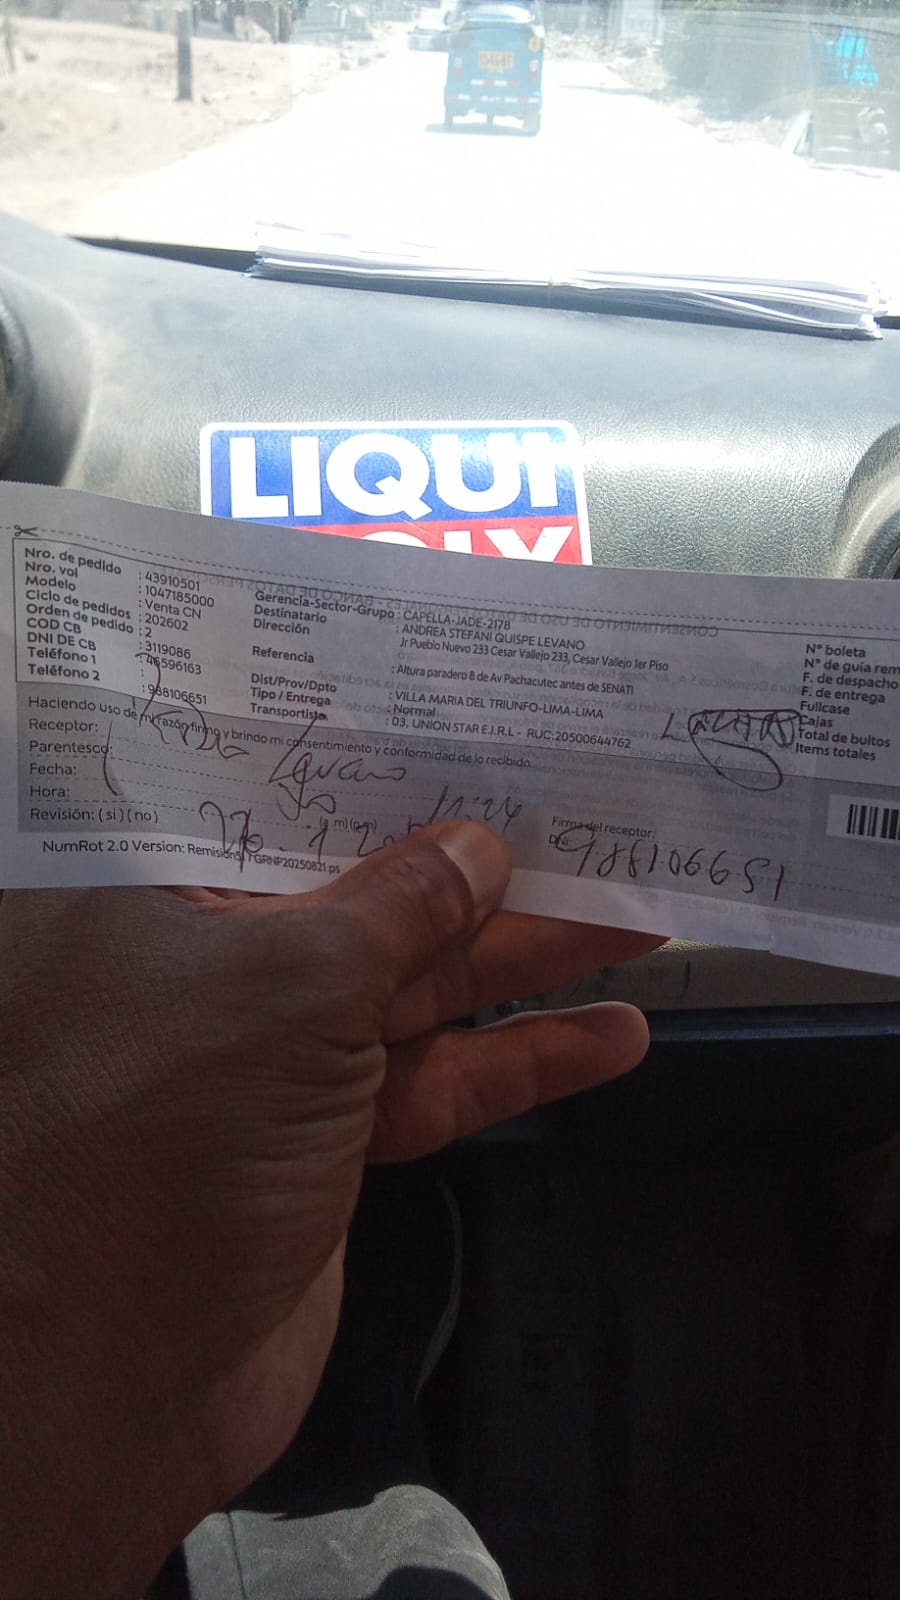 LIQUI
Nro. de pedido : 43910501
Nro. vol : 1047185000
Modelo : Venta CN
Ciclo de pedidos : 202602
Orden de pedido : 2
COD CB : 3119086
DNI DE CB : 45596163
Teléfono 1 :
Teléfono 2 : 988106651
Gerencia-Sector-Grupo : CAPELLA-JADE-2178
Destinatario : ANDREA STEFANI QUISPE LEVANO
Dirección Jr Pueblo Nuevo 233 Cesar Vallejo 233, Cesar Vallejo 1er Piso
Referencia : Altura paradero 8 de Av Pachacutec antes de SENATI
Dist/Prov/Dpto : VILLA MARIA DEL TRIUNFO-LIMA-LIMA
Tipo / Entrega : Normal
Transportista : 03. UNION STAR E.I.R.L - RUC:20500644762
N° boleta
N° de guía rem
F. de despacho
F. de entrega
Fullcase
Cajas
Total de bultos
Items totales
Haciendo uso de mi razón firmo y brindo mi consentimiento y conformidad de lo recibido.
Receptor: Levano
Parentesco:
Fecha:
Hora: (a.m) (p.m) 11:24
Revisión: (si) (no)
Firma del receptor:
DNI: 988106651
NumRot 2.0 Version: Remision
GRNP20250821.ps